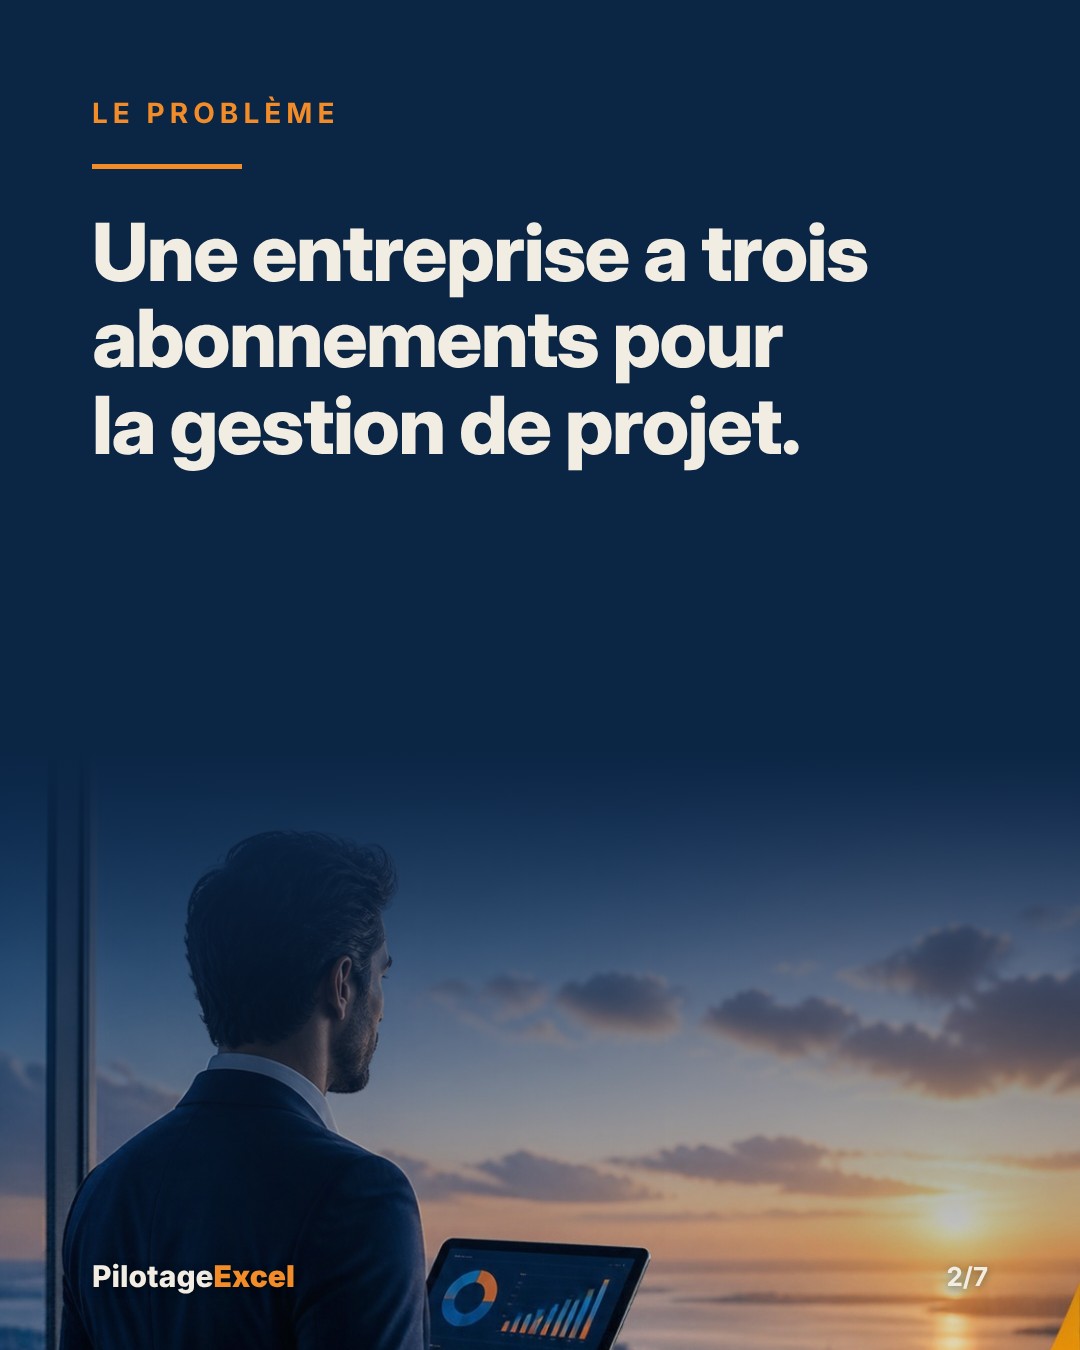 LE PROBLÈME
Une entreprise a trois
abonnements pour
la gestion de projet.
PilotageExcel
2/7